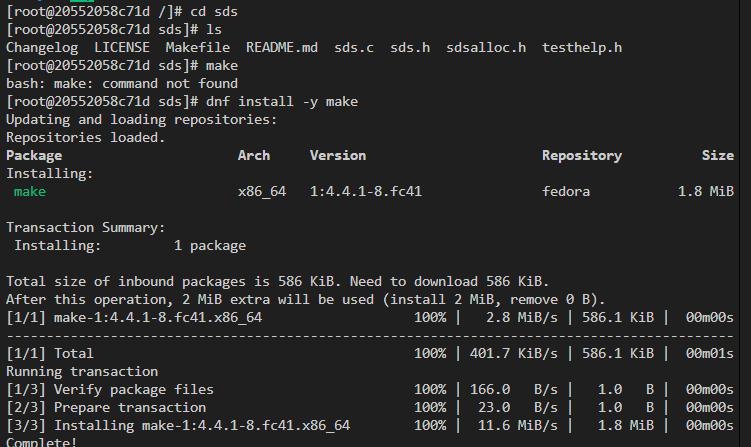 [root@20552058c71d /]# cd sds
[root@20552058c71d sds]# ls
Changelog  LICENSE  Makefile  README.md  sds.c  sds.h  sdsalloc.h  testhelp.h
[root@20552058c71d sds]# make
bash: make: command not found
[root@20552058c71d sds]# dnf install -y make
Updating and loading repositories:
Repositories loaded.
Package                    Arch     Version                    Repository          Size
Installing:
 make                      x86_64   1:4.4.1-8.fc41             fedora           1.8 MiB

Transaction Summary:
 Installing:         1 package

Total size of inbound packages is 586 KiB. Need to download 586 KiB.
After this operation, 2 MiB extra will be used (install 2 MiB, remove 0 B).
[1/1] make-1:4.4.1-8.fc41.x86_64                 100% |   2.8 MiB/s | 586.1 KiB |  00m00s
-----------------------------------------------------------------------------------------
[1/1] Total                                      100% | 401.7 KiB/s | 586.1 KiB |  00m01s
Running transaction
[1/3] Verify package files                       100% | 166.0   B/s |   1.0   B |  00m00s
[2/3] Prepare transaction                        100% |  23.0   B/s |   1.0   B |  00m00s
[3/3] Installing make-1:4.4.1-8.fc41.x86_64      100% |  11.6 MiB/s |   1.8 MiB |  00m00s
Complete!